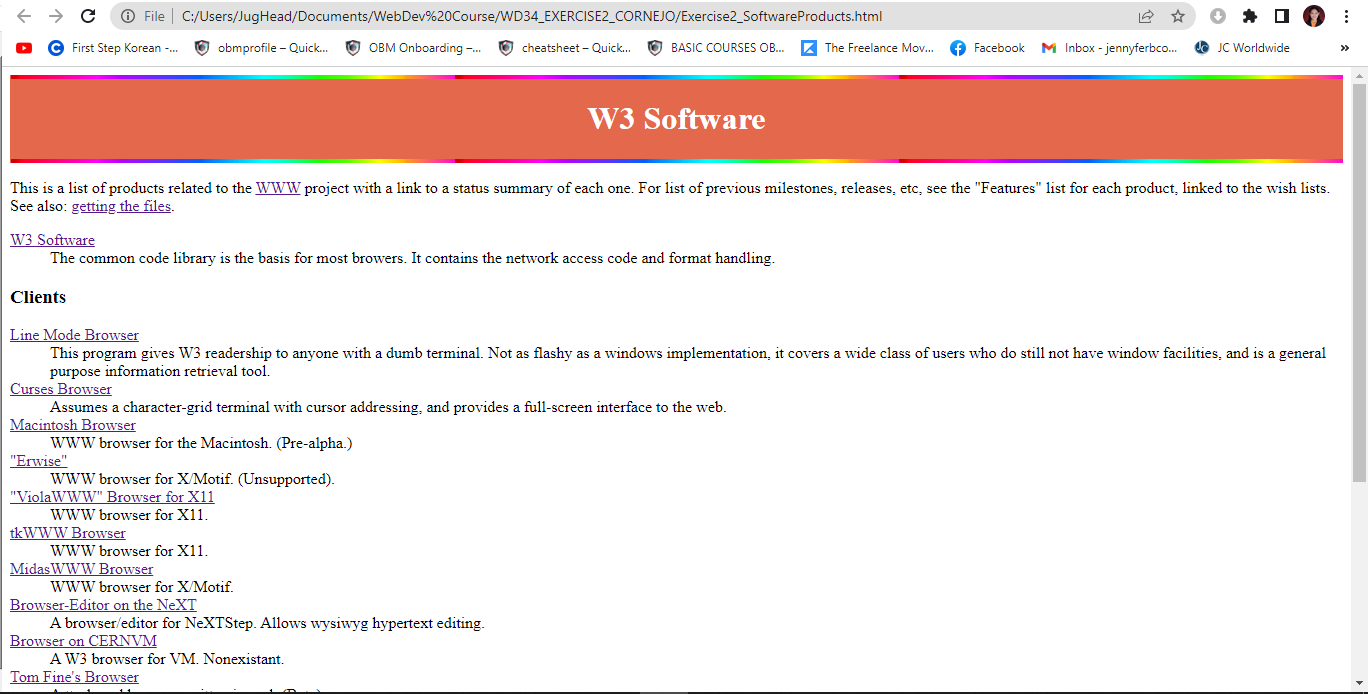 File C:/Users/JugHead/Documents/WebDev%20Course/WD34_EXERCISE2_CORNEJO/Exercise2_SoftwareProducts.html
First Step Korean -... obmprofile – Quick... OBM Onboarding –... cheatsheet – Quick... BASIC COURSES OB... The Freelance Mov... Facebook Inbox - jennyferbco... JC Worldwide »
W3 Software
This is a list of products related to the WWW project with a link to a status summary of each one. For list of previous milestones, releases, etc, see the "Features" list for each product, linked to the wish lists.
See also: getting the files.
W3 Software
The common code library is the basis for most browers. It contains the network access code and format handling.
Clients
Line Mode Browser
This program gives W3 readership to anyone with a dumb terminal. Not as flashy as a windows implementation, it covers a wide class of users who do still not have window facilities, and is a general
purpose information retrieval tool.
Curses Browser
Assumes a character-grid terminal with cursor addressing, and provides a full-screen interface to the web.
Macintosh Browser
WWW browser for the Macintosh. (Pre-alpha.)
"Erwise"
WWW browser for X/Motif. (Unsupported).
"ViolaWWW" Browser for X11
WWW browser for X11.
tkWWW Browser
WWW browser for X11.
MidasWWW Browser
WWW browser for X/Motif.
Browser-Editor on the NeXT
A browser/editor for NeXTStep. Allows wysiwyg hypertext editing.
Browser on CERNVM
A W3 browser for VM. Nonexistant.
Tom Fine's Browser